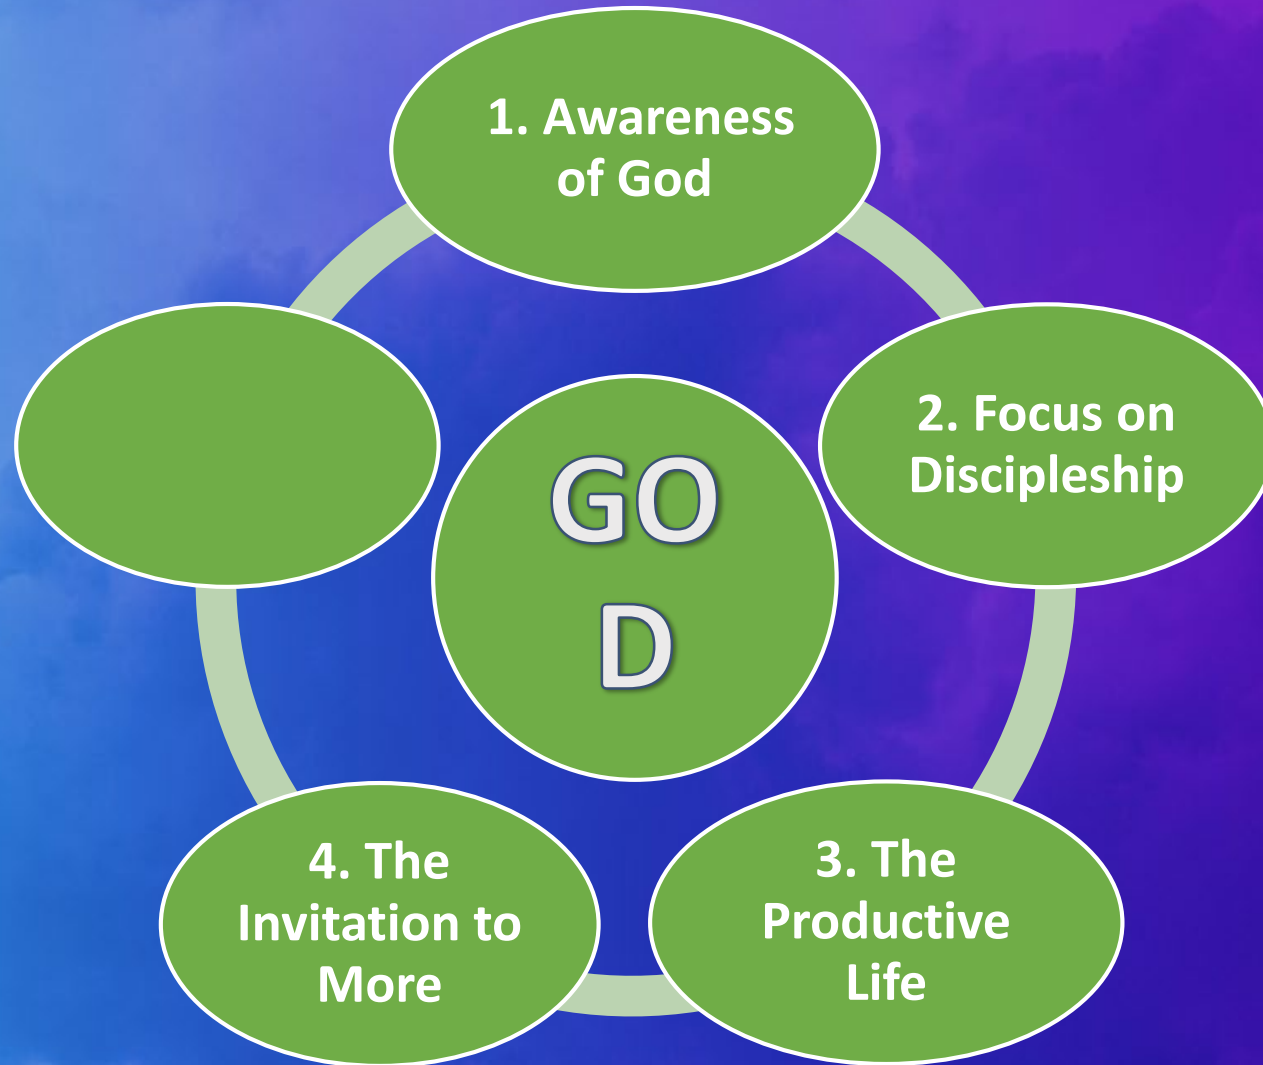 1. Awareness
of God
2. Focus on
Discipleship
GO
D
3. The
Productive
Life
4. The
Invitation to
More